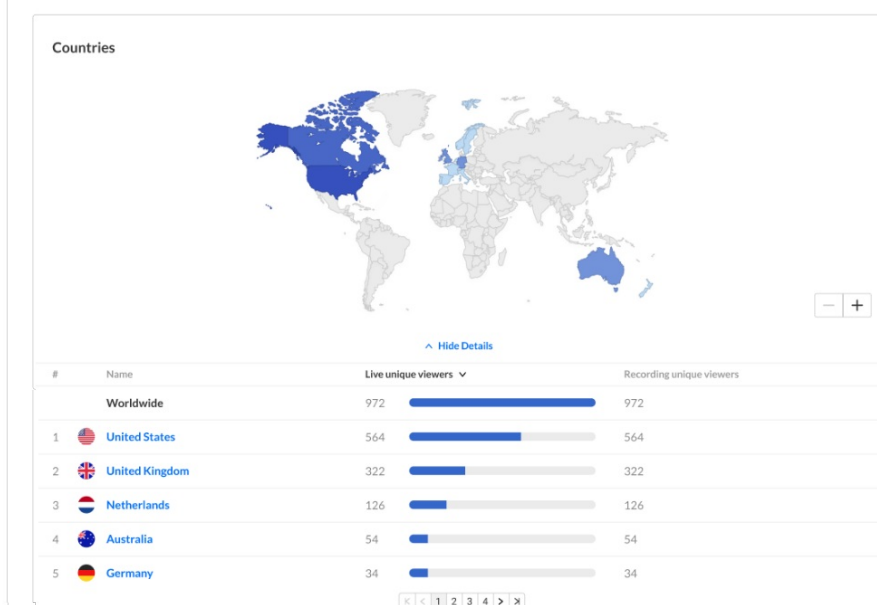 Countries
− +
Hide Details
# Name Live unique viewers Recording unique viewers
Worldwide 972 972
1 United States 564 564
2 United Kingdom 322 322
3 Netherlands 126 126
4 Australia 54 54
5 Germany 34 34
1 2 3 4